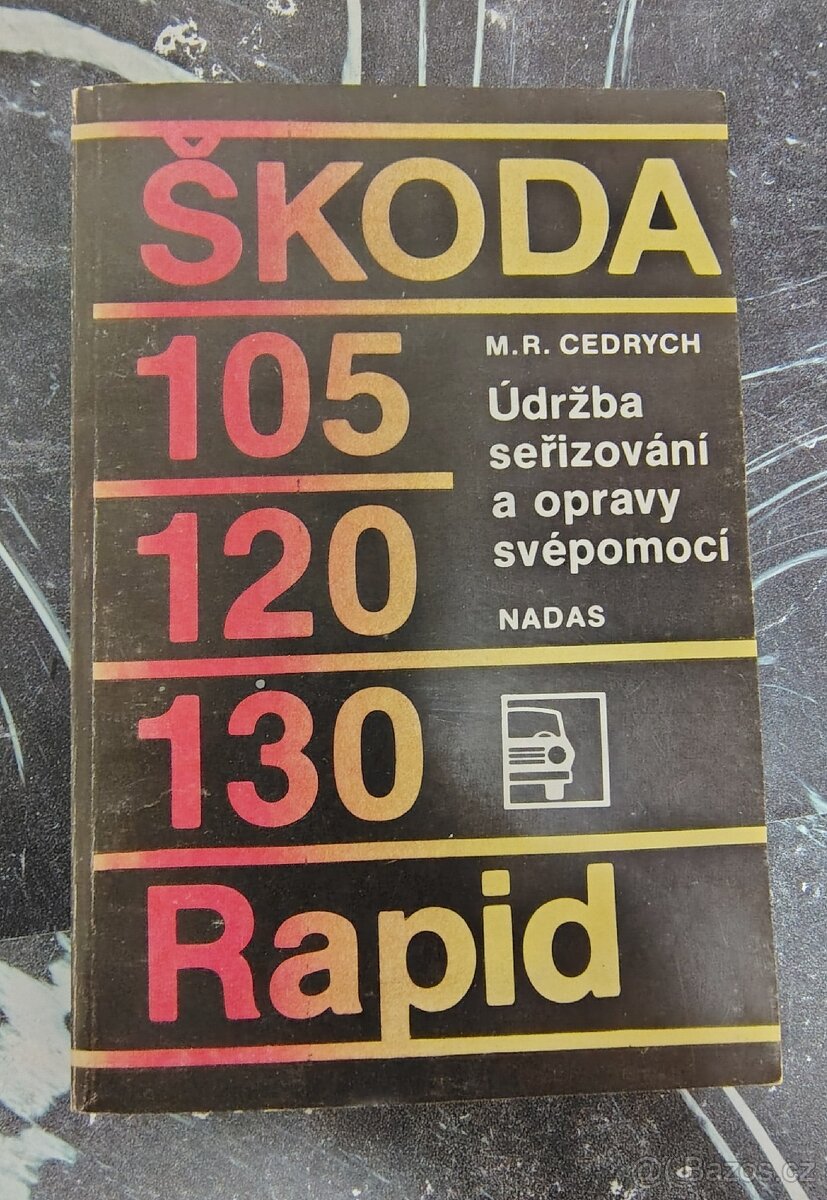 ŠKODA
105
M.R. CEDRYCH
Údržba
seřizování
a opravy
svépomocí
120
NADAS
130
Rapid
@Bazos.cz